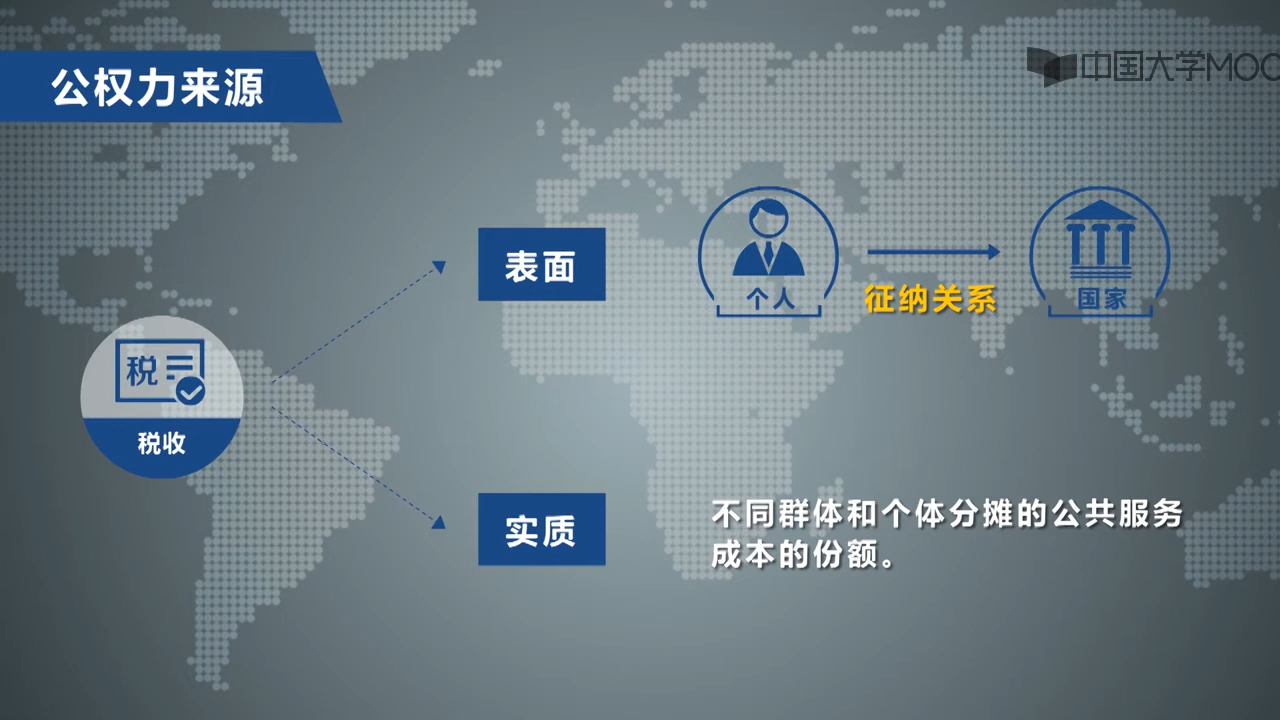 公权力来源
中国大学MOC
表面
个人
征纳关系
国家
税
税收
实质
不同群体和个体分摊的公共服务
成本的份额。